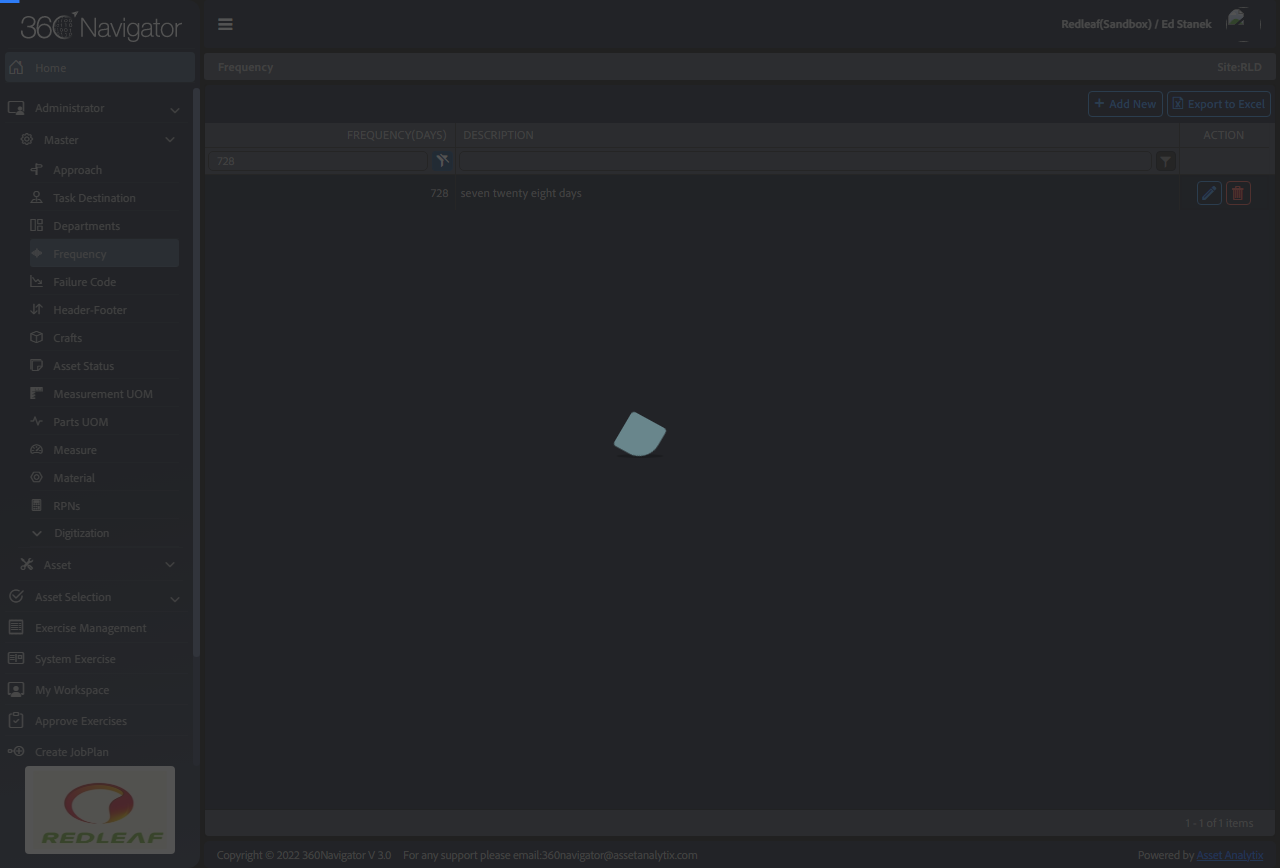 360 Navigator
Redleaf(Sandbox) / Ed Stanek
Home
Frequency
Site:RLD
Administrator
Master
Approach
Task Destination
Departments
Frequency
Failure Code
Header-Footer
Crafts
Asset Status
Measurement UOM
Parts UOM
Measure
Material
RPNs
Digitization
Asset
Asset Selection
Exercise Management
System Exercise
My Workspace
Approve Exercises
Create JobPlan
REDLEAF
+ Add New
Export to Excel
FREQUENCY(DAYS) DESCRIPTION ACTION
728
728 seven twenty eight days
1 - 1 of 1 items
Copyright © 2022 360Navigator V 3.0 For any support please email:360navigator@assetanalytix.com
Powered by Asset Analytix